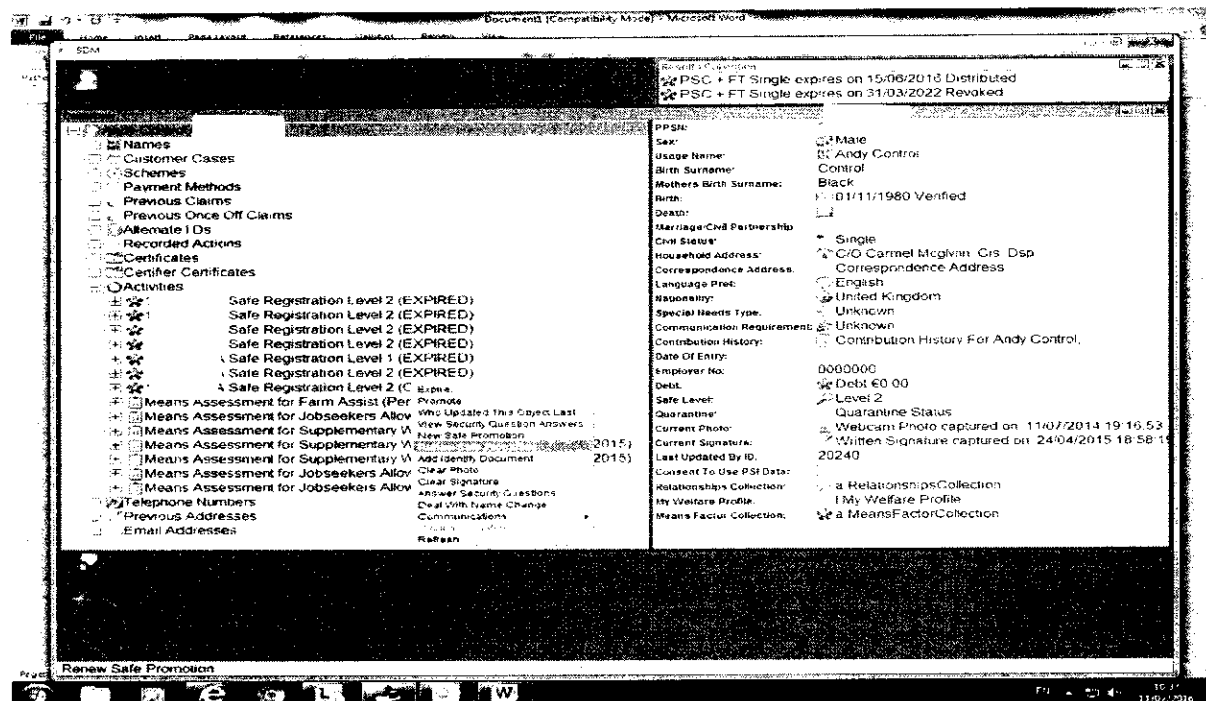 Document1 [Compatibility Mode] - Microsoft Word
File Home Insert Page Layout References Mailings Review View
SDM
PSC + FT Single expires on 15/06/2016 Distributed
PSC + FT Single expires on 31/03/2022 Revoked
Names
Customer Cases
Schemes
Payment Methods
Previous Claims
Previous Once Off Claims
Alternate IDs
Recorded Actions
Certificates
Certifier Certificates
Activities
Safe Registration Level 2 (EXPIRED)
Safe Registration Level 2 (EXPIRED)
Safe Registration Level 2 (EXPIRED)
Safe Registration Level 2 (EXPIRED)
Safe Registration Level 1 (EXPIRED)
Safe Registration Level 2 (EXPIRED)
Safe Registration Level 2 (C
Means Assessment for Farm Assist (Per
Means Assessment for Jobseekers Allow
Means Assessment for Supplementary W
Means Assessment for Supplementary W 2015)
Means Assessment for Supplementary W 2015)
Means Assessment for Jobseekers Allow
Means Assessment for Jobseekers Allow
Telephone Numbers
Previous Addresses
Email Addresses
Expire
Promote
Who Updated This Object Last
View Security Question Answers
New Safe Promotion
Add Identity Document
Clear Photo
Clear Signature
Answer Security Questions
Deal With Name Change
Communications
Refresh
PPSN:
Sex: Male
Usage Name: Andy Control
Birth Surname: Control
Mothers Birth Surname: Black
Birth: 01/11/1980 Verified
Death:
Marriage/Civil Partnership
Civil Status: Single
Household Address: C/O Carmel Mcglynn Crs Dsp
Correspondence Address: Correspondence Address
Language Pref: English
Nationality: United Kingdom
Special Needs Type: Unknown
Communication Requirement: Unknown
Contribution History: Contribution History For Andy Control,
Date Of Entry:
Employer No: 0000000
Debt: Debt €0.00
Safe Level: Level 2
Quarantine: Quarantine Status
Current Photo: Webcam Photo captured on 11/07/2014 19:16:53
Current Signature: Written Signature captured on 24/04/2015 18:58:19
Last Updated By ID: 20240
Consent To Use PSI Data:
Relationships Collection: a RelationshipsCollection
My Welfare Profile: My Welfare Profile
Means Factor Collection: a MeansFactorCollection
Renew Safe Promotion
EN